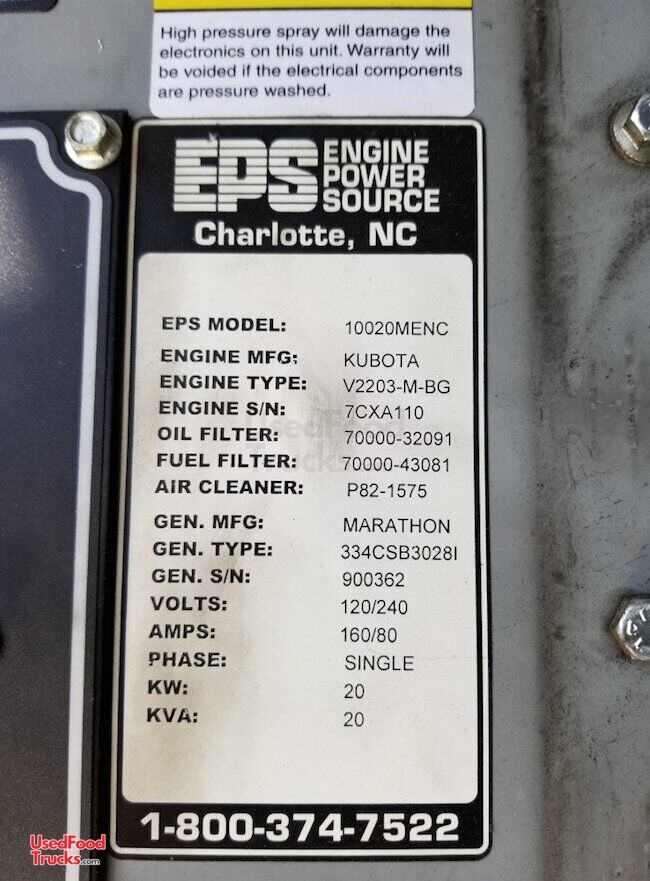 High pressure spray will damage the
electronics on this unit. Warranty will
be voided if the electrical components
are pressure washed.
EPS ENGINE
POWER
SOURCE
Charlotte, NC
EPS MODEL: 10020MENC
ENGINE MFG: KUBOTA
ENGINE TYPE: V2203-M-BG
ENGINE S/N: 7CXA110
OIL FILTER: 70000-32091
FUEL FILTER: 70000-43081
AIR CLEANER: P82-1575
GEN. MFG: MARATHON
GEN. TYPE: 334CSB3028I
GEN. S/N: 900362
VOLTS: 120/240
AMPS: 160/80
PHASE: SINGLE
KW: 20
KVA: 20
1-800-374-7522
UsedFood
Trucks.com